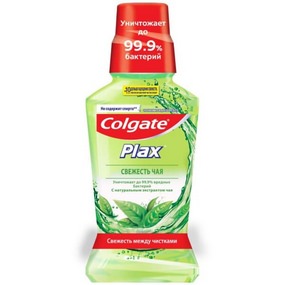 Уничтожает
до
99.9%
бактерий
Не содержит спирта
Colgate
Plax
СВЕЖЕСТЬ ЧАЯ
Уничтожает до 99.9% вредных
бактерий
С натуральным экстрактом чая
Свежесть между чистками